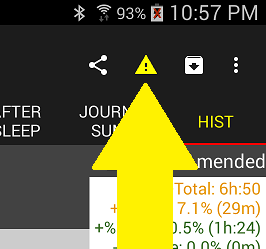 93% 10:57 PM
AFTER
SLEEP
JOURN
SU
HIST
mended
Total: 6h:50
+ 7.1% (29m)
+% 0.5% (1h:24)
0.0% (0m)